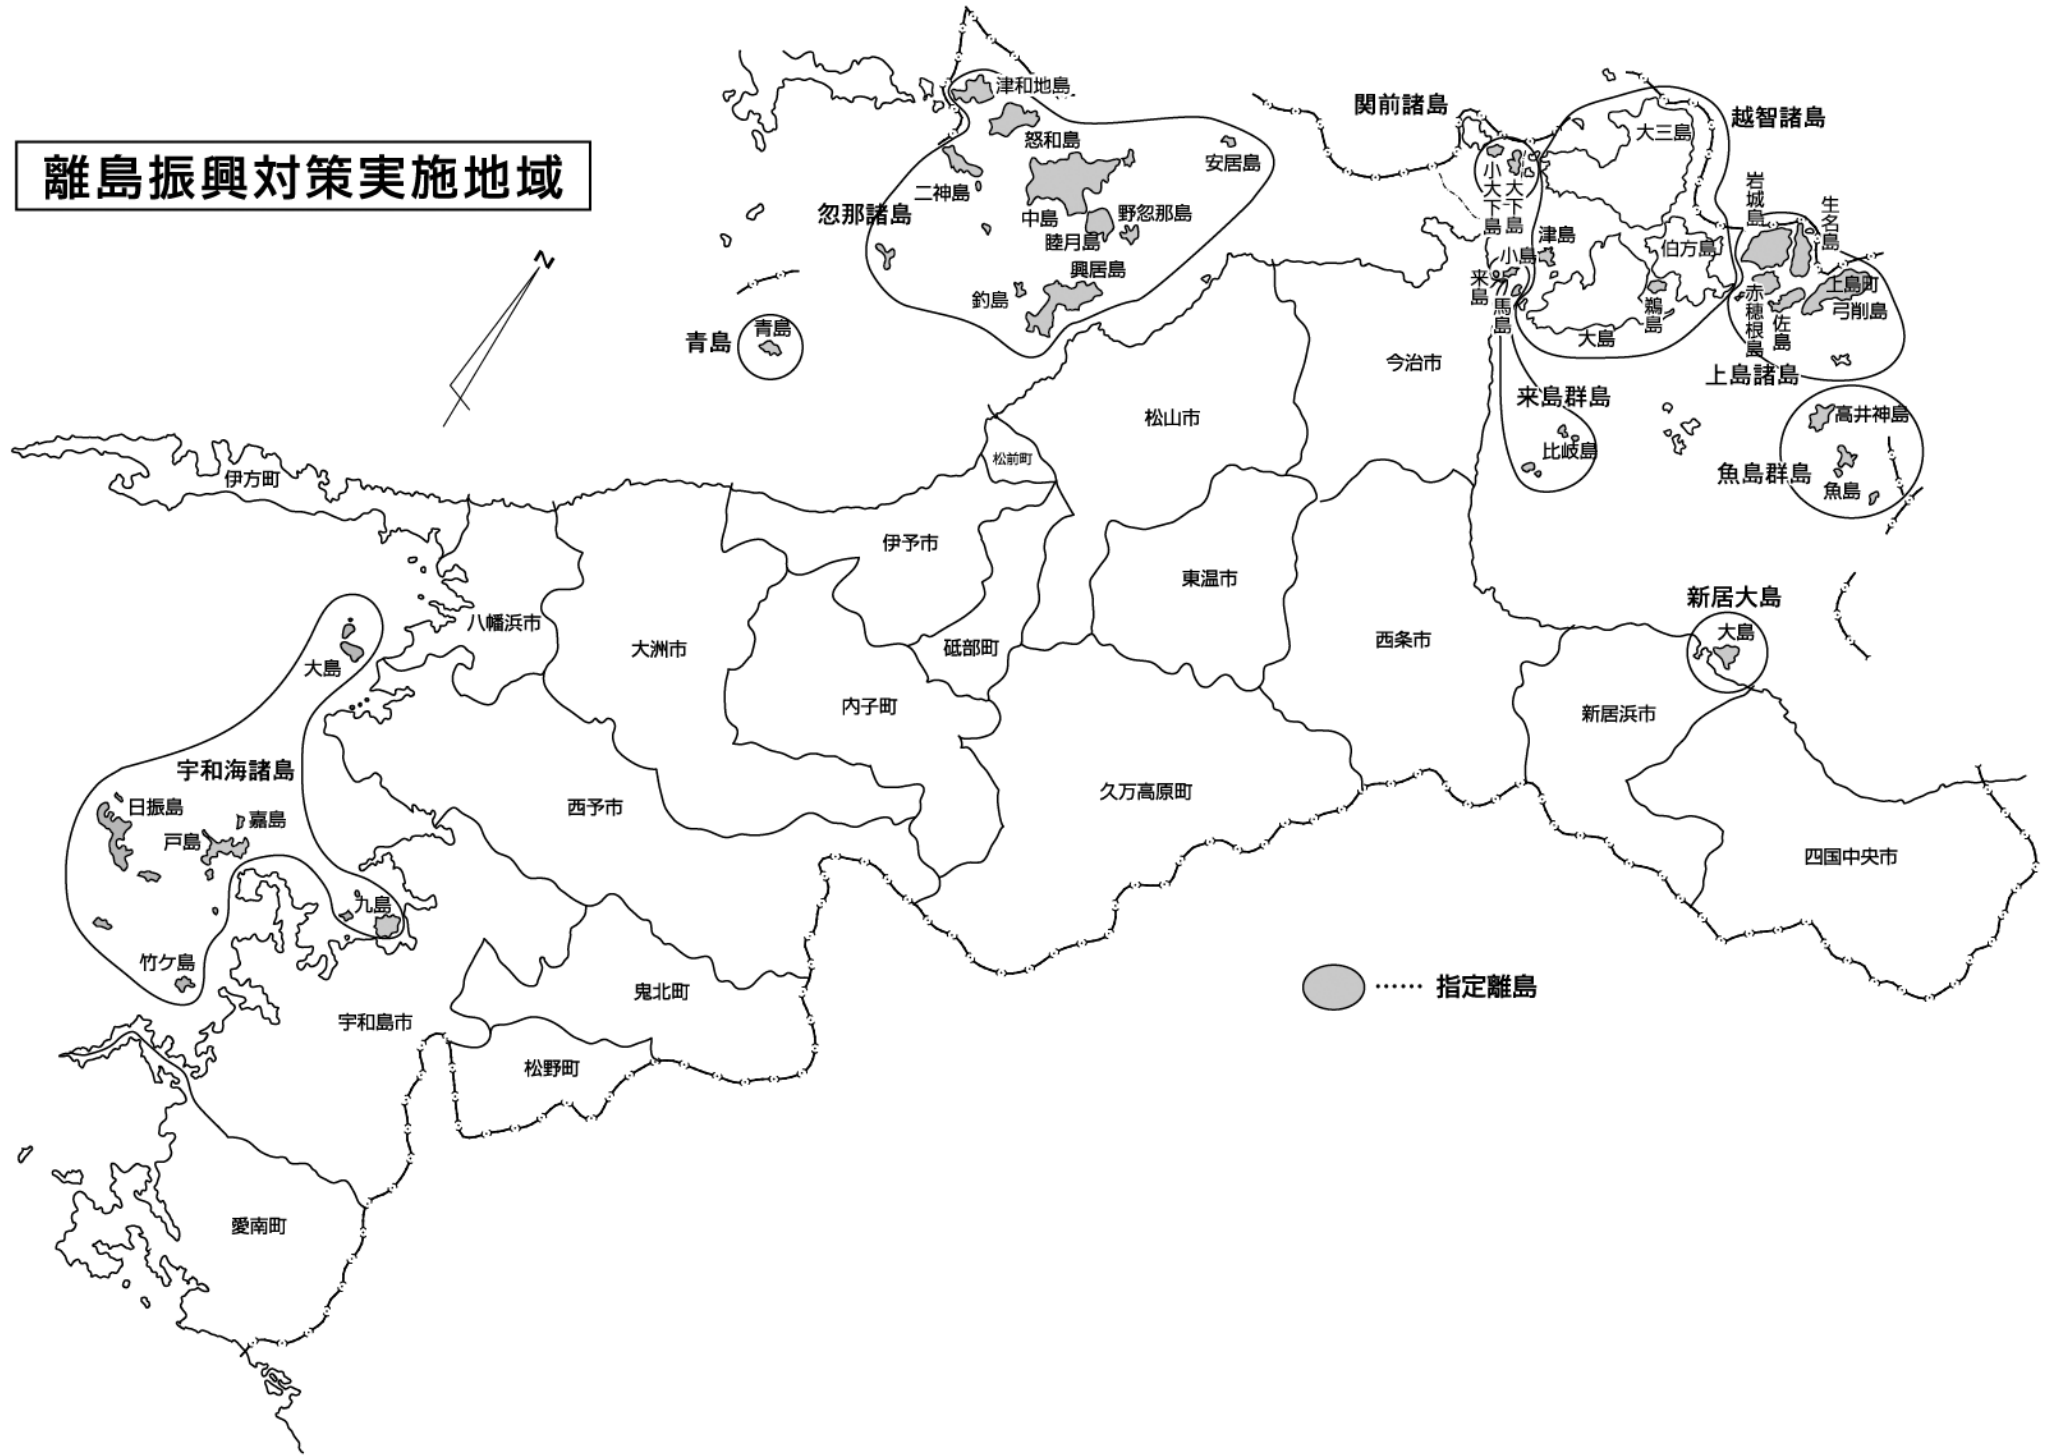 離島振興対策実施地域
N
津和地島
怒和島
二神島
忽那諸島
中島
睦月島
野忽那島
安居島
興居島
釣島
青島
青島
関前諸島
小大下島
大下島
大三島
越智諸島
岩城島
生名島
津島
小島
来島
馬島
伯方島
鵜島
大島
赤穂根島
佐島
上島町
弓削島
上島諸島
来島群島
比岐島
高井神島
魚島群島
魚島
今治市
松山市
松前町
伊方町
伊予市
東温市
西条市
新居大島
大島
新居浜市
四国中央市
八幡浜市
大洲市
砥部町
内子町
久万高原町
西予市
大島
宇和海諸島
日振島
戸島
嘉島
九島
竹ケ島
宇和島市
鬼北町
松野町
愛南町
……指定離島